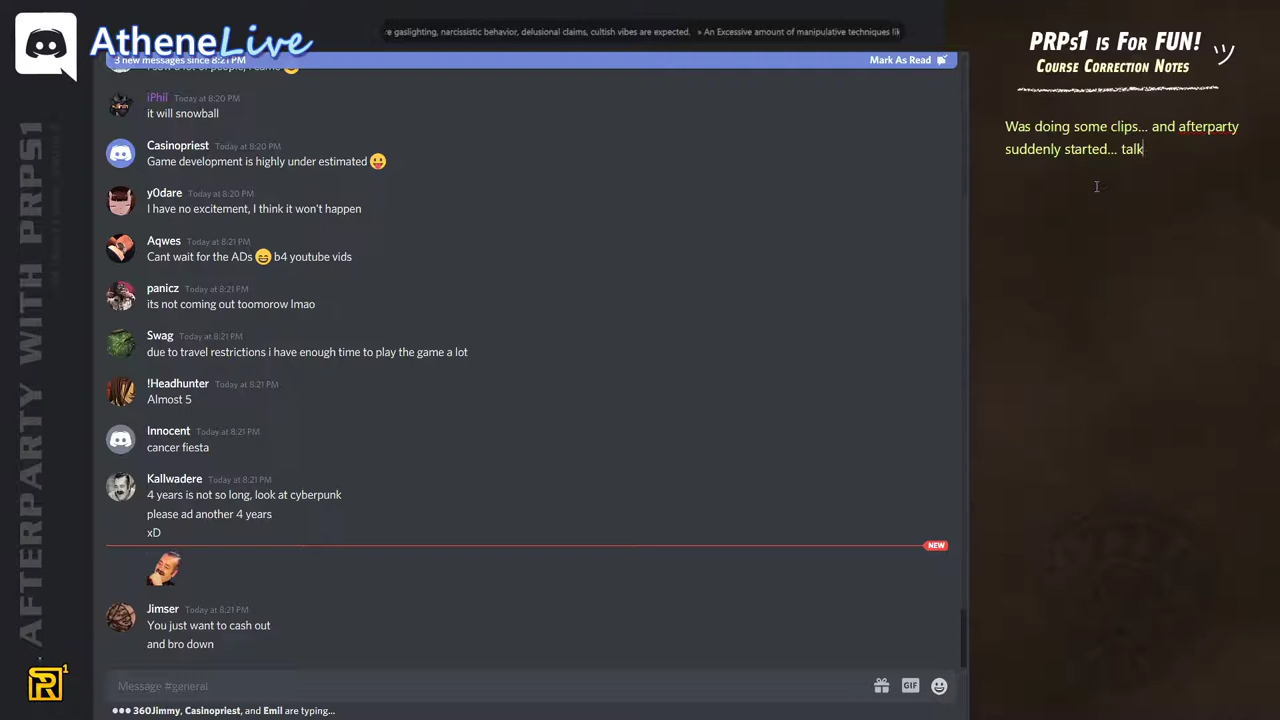 AtheneLive
re gaslighting, narcissistic behavior, delusional claims, cultish vibes are expected. » An Excessive amount of manipulative techniques lik
3 new messages since 8:21 PM
Mark As Read
iPhil Today at 8:20 PM
it will snowball
Casinopriest Today at 8:20 PM
Game development is highly under estimated 😛
y0dare Today at 8:20 PM
I have no excitement, I think it won't happen
Aqwes Today at 8:21 PM
Cant wait for the ADs 😄 b4 youtube vids
panicz Today at 8:21 PM
its not coming out toomorow lmao
Swag Today at 8:21 PM
due to travel restrictions i have enough time to play the game a lot
!Headhunter Today at 8:21 PM
Almost 5
Innocent Today at 8:21 PM
cancer fiesta
Kallwadere Today at 8:21 PM
4 years is not so long, look at cyberpunk
please ad another 4 years
xD
NEW
Jimser Today at 8:21 PM
You just want to cash out
and bro down
Message #general
GIF
360Jimmy, Casinopriest, and Emil are typing...
AFTERPARTY WITH PRPS1
R1
PRPs1 is For FUN!
Course Correction Notes
Was doing some clips... and afterparty
suddenly started... talk